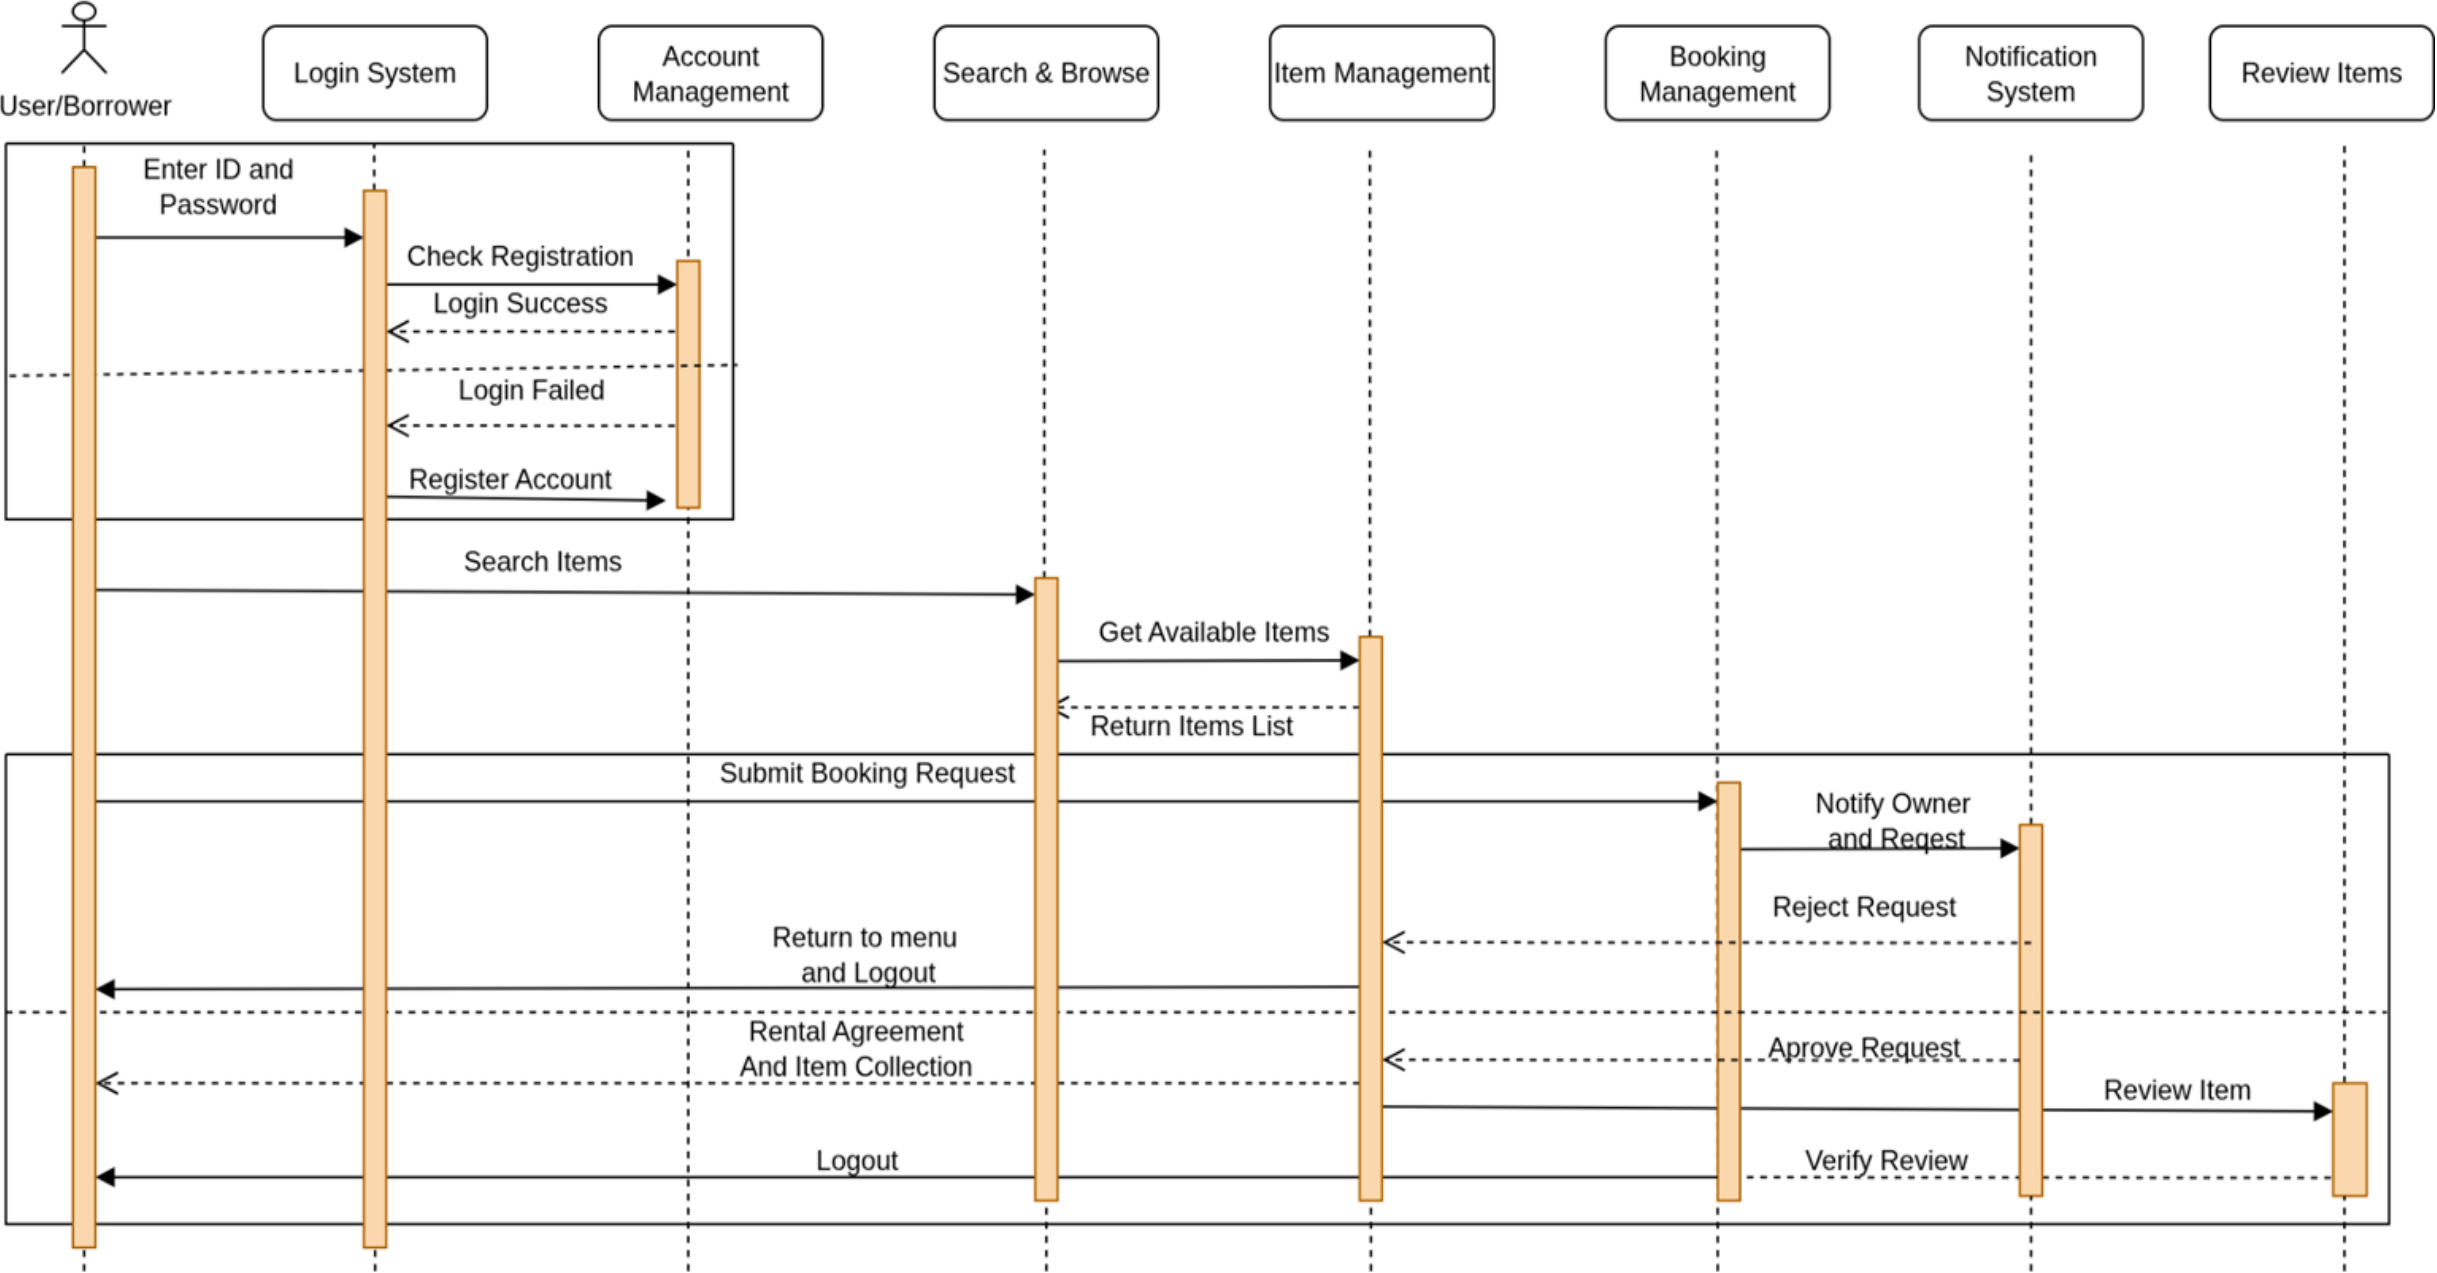 User/Borrower
Login System
Account
Management
Search & Browse
Item Management
Booking
Management
Notification
System
Review Items
Enter ID and
Password
Check Registration
Login Success
Login Failed
Register Account
Search Items
Get Available Items
Return Items List
Submit Booking Request
Notify Owner
and Reqest
Reject Request
Return to menu
and Logout
Rental Agreement
And Item Collection
Aprove Request
Review Item
Logout
Verify Review